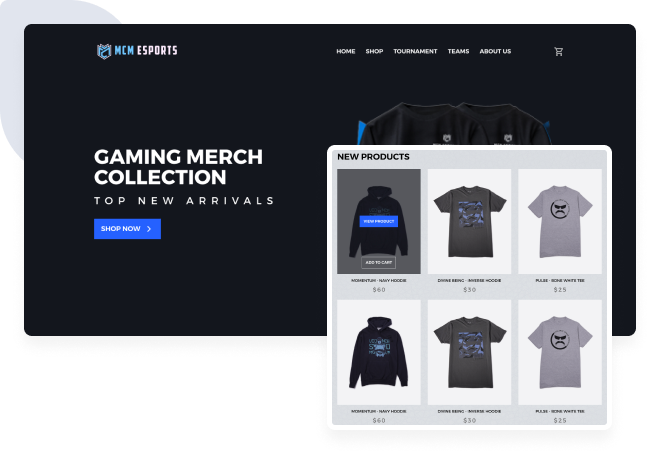 MCM ESPORTS
HOME SHOP TOURNAMENT TEAMS ABOUT US
GAMING MERCH
COLLECTION
TOP NEW ARRIVALS
SHOP NOW
NEW PRODUCTS
NEW PRODUCT
ADD TO CART
MOMENTUM - NAVY HOODIE DIVINE BEING - INVERSE HOODIE PULSE - BONE WHITE TEE
$60 $30 $25
MOMENTUM - NAVY HOODIE DIVINE BEING - INVERSE HOODIE PULSE - BONE WHITE TEE
$60 $30 $25